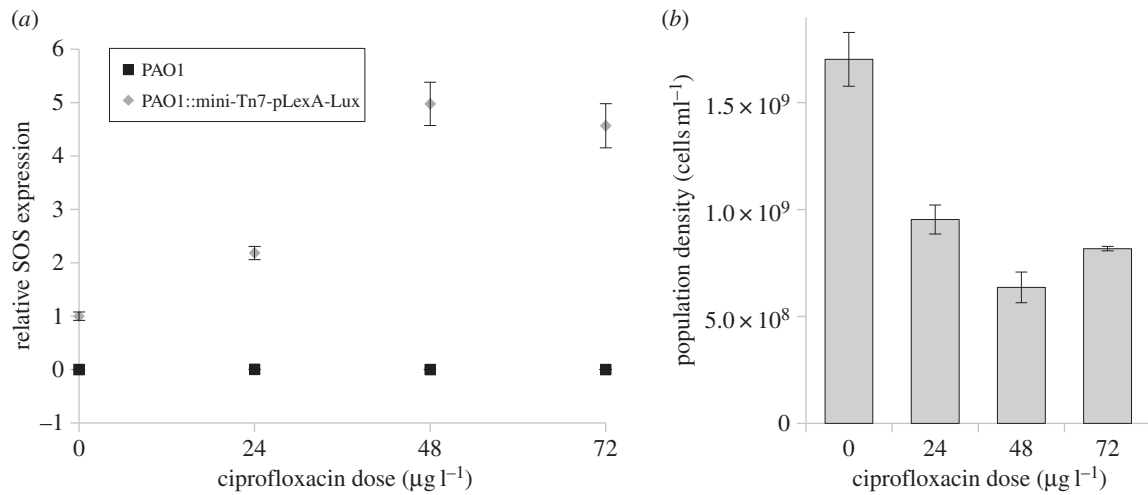 (a)
6
5
4
3
2
1
0
–1
relative SOS expression
PAO1
PAO1::mini-Tn7-pLexA-Lux
0 24 48 72
ciprofloxacin dose (µg l⁻¹)
(b)
1.5 × 10⁹
1.0 × 10⁹
5.0 × 10⁸
0
population density (cells ml⁻¹)
0 24 48 72
ciprofloxacin dose (µg l⁻¹)